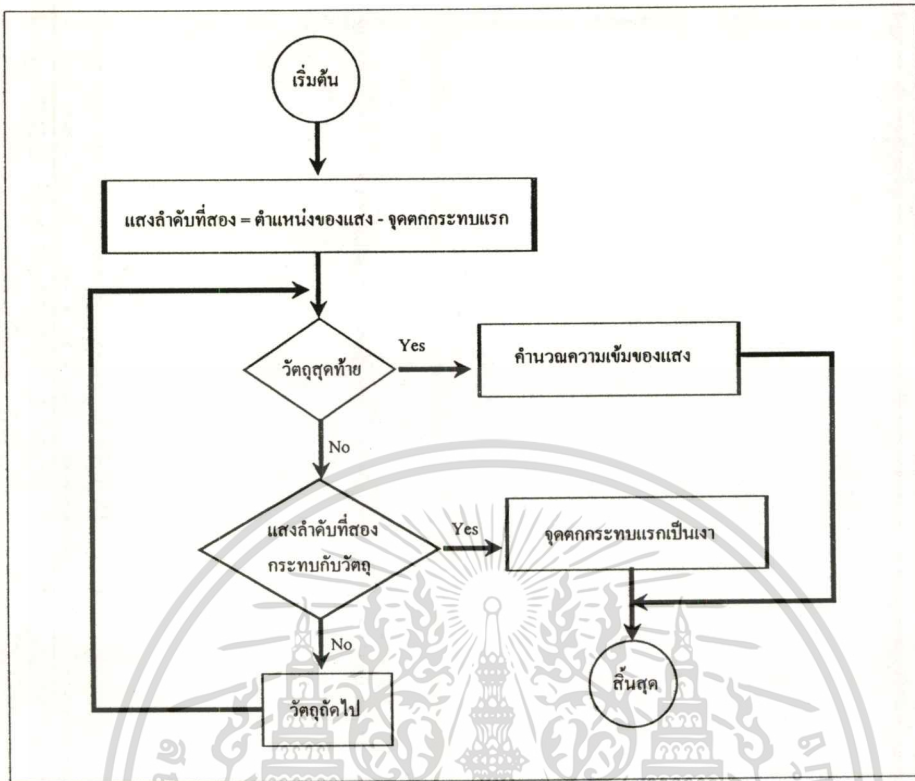 เริ่มต้น
แสงลำดับที่สอง = ตำแหน่งของแสง - จุดตกกระทบแรก
วัตถุสุดท้าย
Yes
คำนวณความเข้มของแสง
No
แสงลำดับที่สอง
กระทบกับวัตถุ
Yes
จุดตกกระทบแรกเป็นเงา
No
วัตถุถัดไป
สิ้นสุด